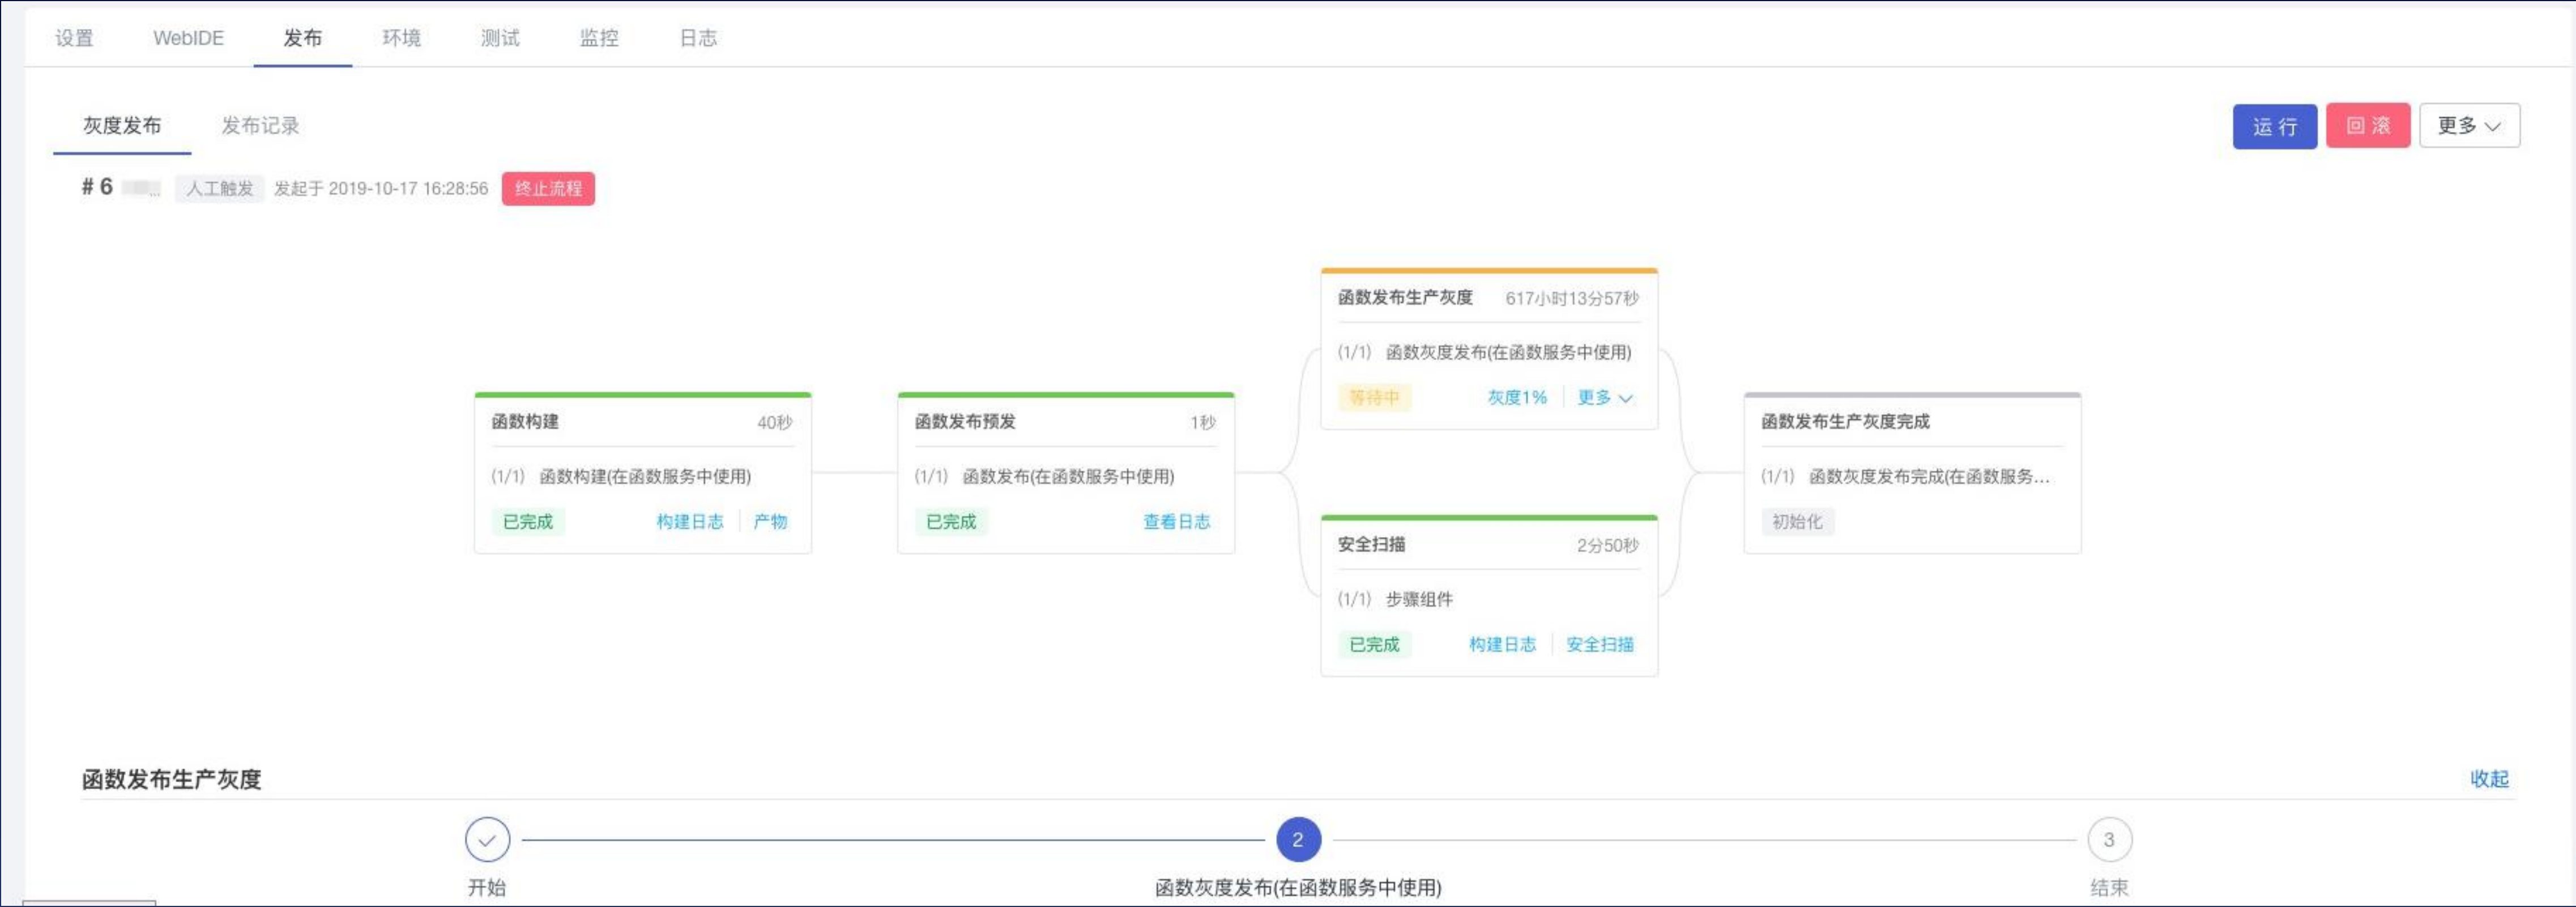 设置 WebIDE 发布 环境 测试 监控 日志
灰度发布 发布记录 运行 回滚 更多
#6 人工触发 发起于 2019-10-17 16:28:56 终止流程
函数构建 40秒
(1/1) 函数构建(在函数服务中使用)
已完成 构建日志 产物
函数发布预发 1秒
(1/1) 函数发布(在函数服务中使用)
已完成 查看日志
函数发布生产灰度 617小时13分57秒
(1/1) 函数灰度发布(在函数服务中使用)
等待中 灰度1% 更多
安全扫描 2分50秒
(1/1) 步骤组件
已完成 构建日志 安全扫描
函数发布生产灰度完成
(1/1) 函数灰度发布完成(在函数服务...
初始化
函数发布生产灰度 收起
2 3
开始 函数灰度发布(在函数服务中使用) 结束